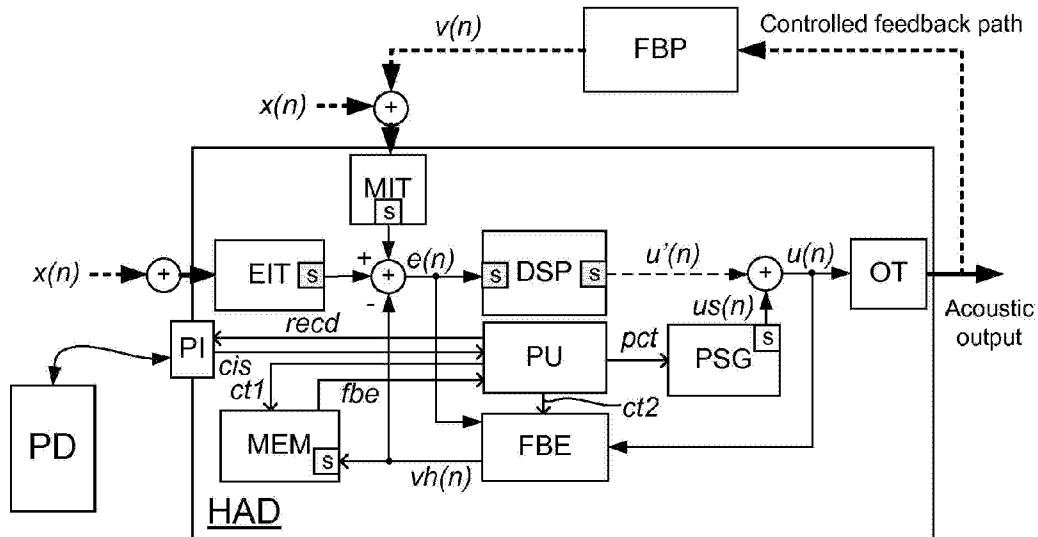 v(n)
FBP
Controlled feedback path
x(n)
+
MIT
s
x(n)
+
EIT
s
+
+
-
e(n)
s
DSP
s
u'(n)
+
u(n)
OT
us(n)
Acoustic
output
PI
recd
cis
PU
pct
PSG
s
ct1
fbe
ct2
PD
MEM
s
vh(n)
FBE
HAD